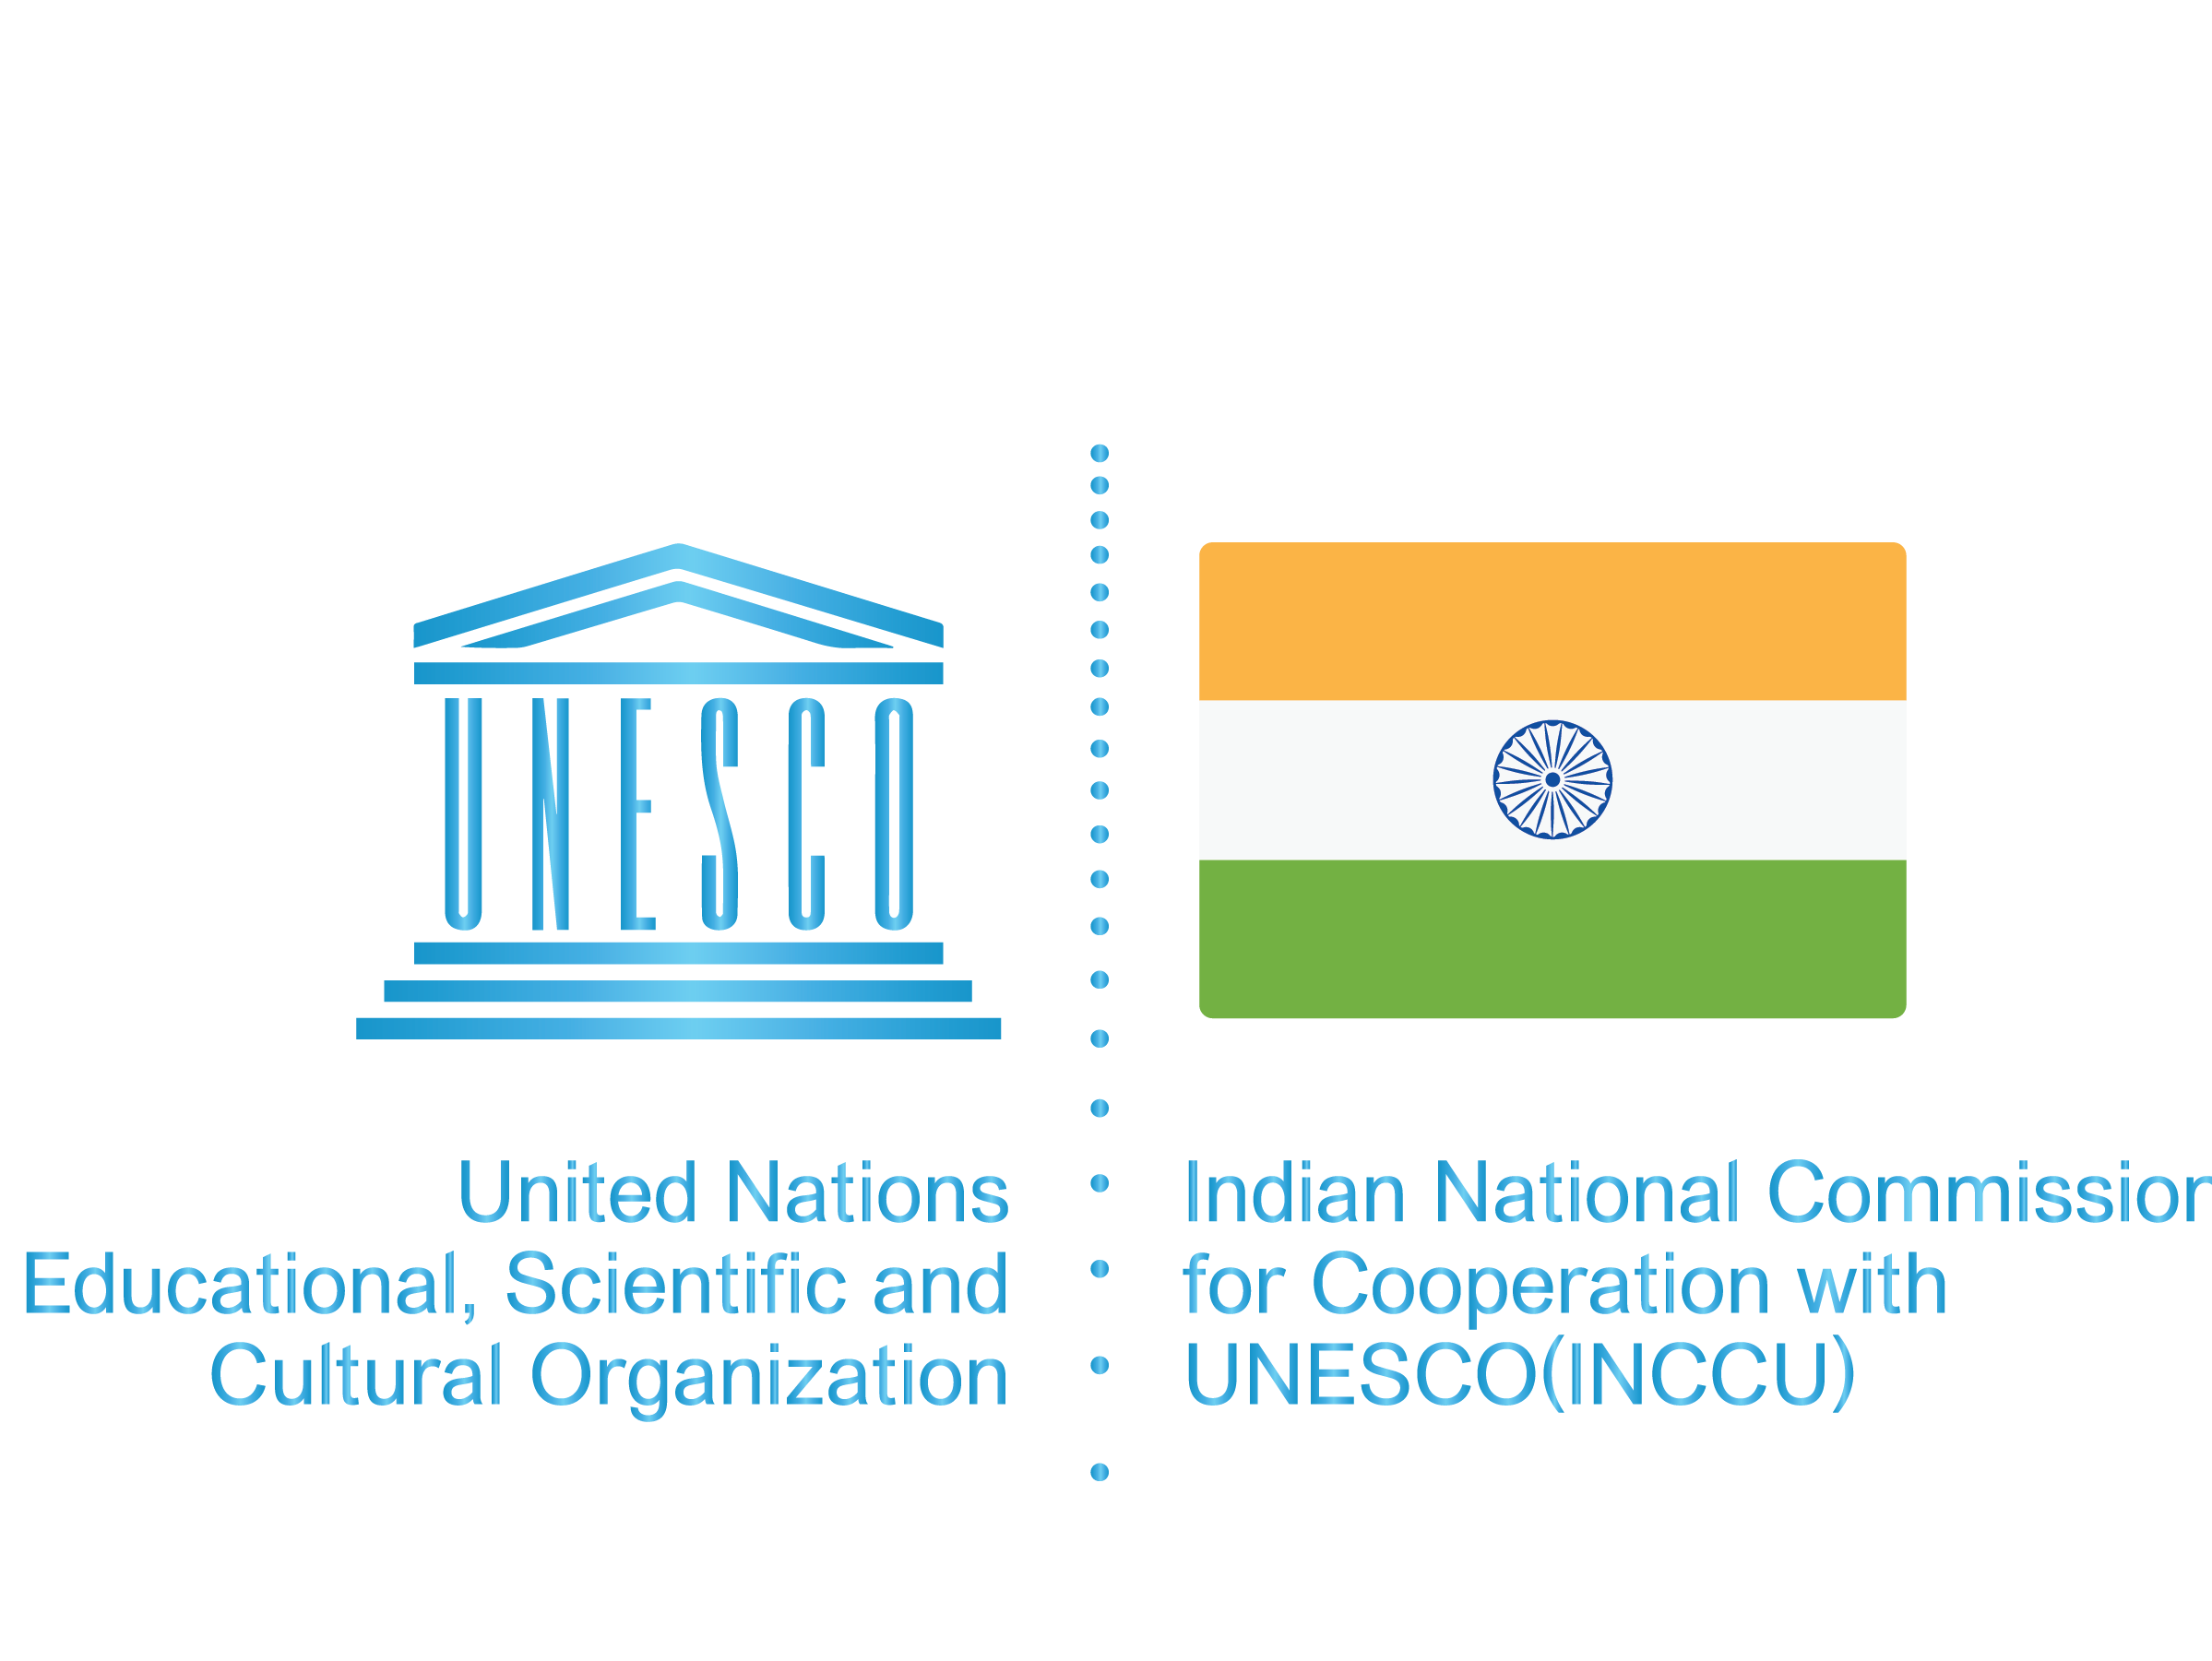 UNESCO
United Nations
Educational, Scientific and
Cultural Organization
Indian National Commission
for Cooperation with
UNESCO(INCCU)